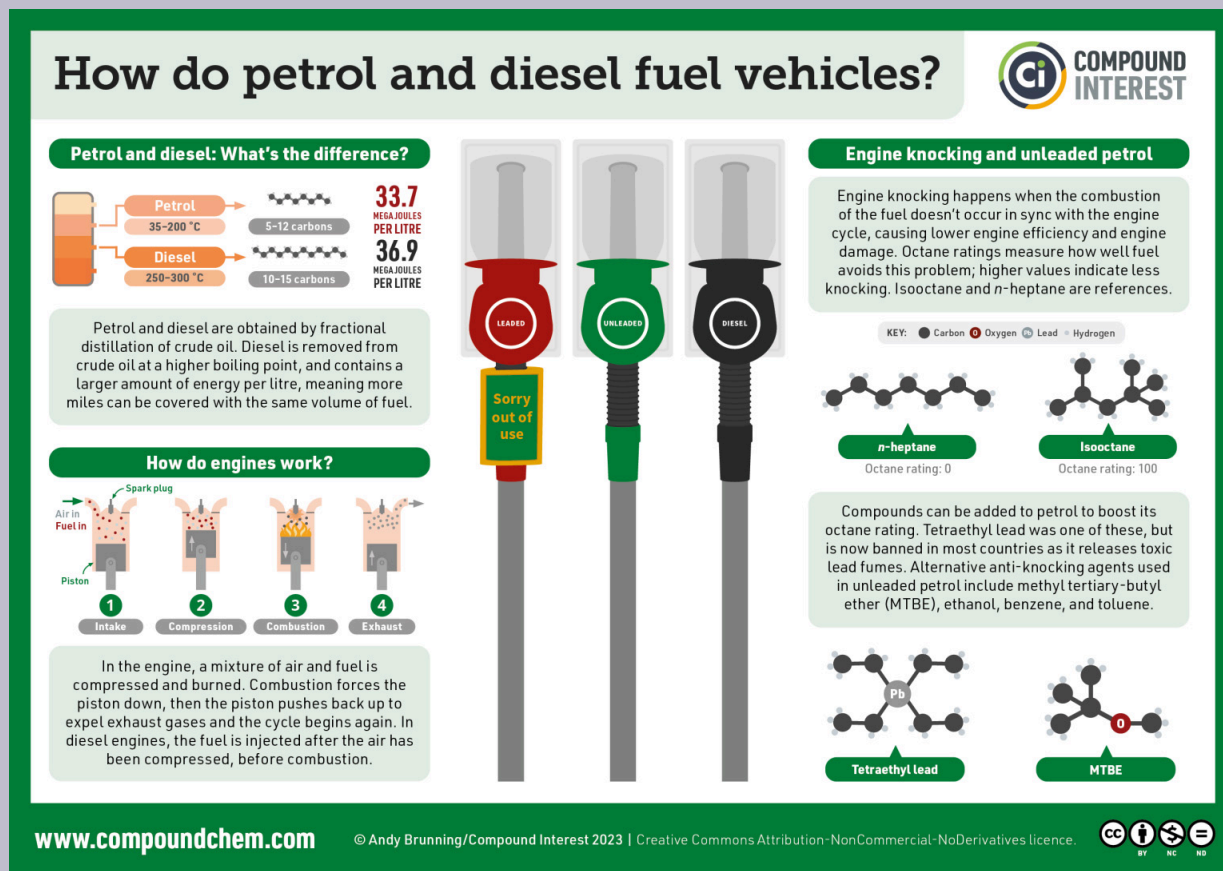 How do petrol and diesel fuel vehicles?
Ci
COMPOUND
INTEREST
Petrol and diesel: What's the difference?
Petrol
35–200 °C
5–12 carbons
33.7
MEGAJOULES
PER LITRE
Diesel
250–300 °C
10–15 carbons
36.9
MEGAJOULES
PER LITRE
Petrol and diesel are obtained by fractional
distillation of crude oil. Diesel is removed from
crude oil at a higher boiling point, and contains a
larger amount of energy per litre, meaning more
miles can be covered with the same volume of fuel.
How do engines work?
Spark plug
Air in
Fuel in
Piston
1
2
3
4
Intake
Compression
Combustion
Exhaust
In the engine, a mixture of air and fuel is
compressed and burned. Combustion forces the
piston down, then the piston pushes back up to
expel exhaust gases and the cycle begins again. In
diesel engines, the fuel is injected after the air has
been compressed, before combustion.
LEADED
UNLEADED
DIESEL
Sorry
out of
use
Engine knocking and unleaded petrol
Engine knocking happens when the combustion
of the fuel doesn't occur in sync with the engine
cycle, causing lower engine efficiency and engine
damage. Octane ratings measure how well fuel
avoids this problem; higher values indicate less
knocking. Isooctane and n-heptane are references.
KEY: Carbon O Oxygen Pb Lead Hydrogen
n-heptane
Octane rating: 0
Isooctane
Octane rating: 100
Compounds can be added to petrol to boost its
octane rating. Tetraethyl lead was one of these, but
is now banned in most countries as it releases toxic
lead fumes. Alternative anti-knocking agents used
in unleaded petrol include methyl tertiary-butyl
ether (MTBE), ethanol, benzene, and toluene.
Pb
O
Tetraethyl lead
MTBE
www.compoundchem.com
© Andy Brunning/Compound Interest 2023 | Creative Commons Attribution-NonCommercial-NoDerivatives licence.
cc
BY NC ND